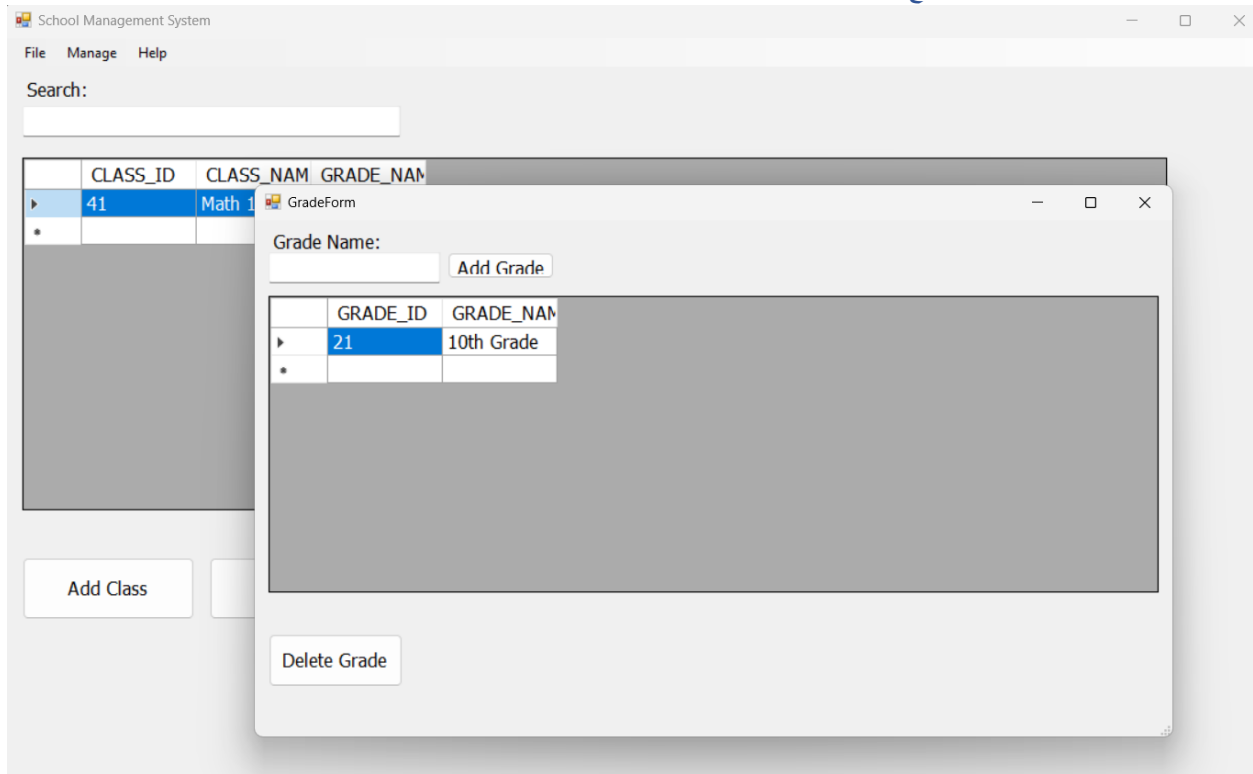 School Management System
File Manage Help
Search:
CLASS_ID CLASS_NAM GRADE_NAM
41 Math 1
GradeForm
Grade Name:
Add Grade
GRADE_ID GRADE_NAM
21 10th Grade
Add Class
Delete Grade